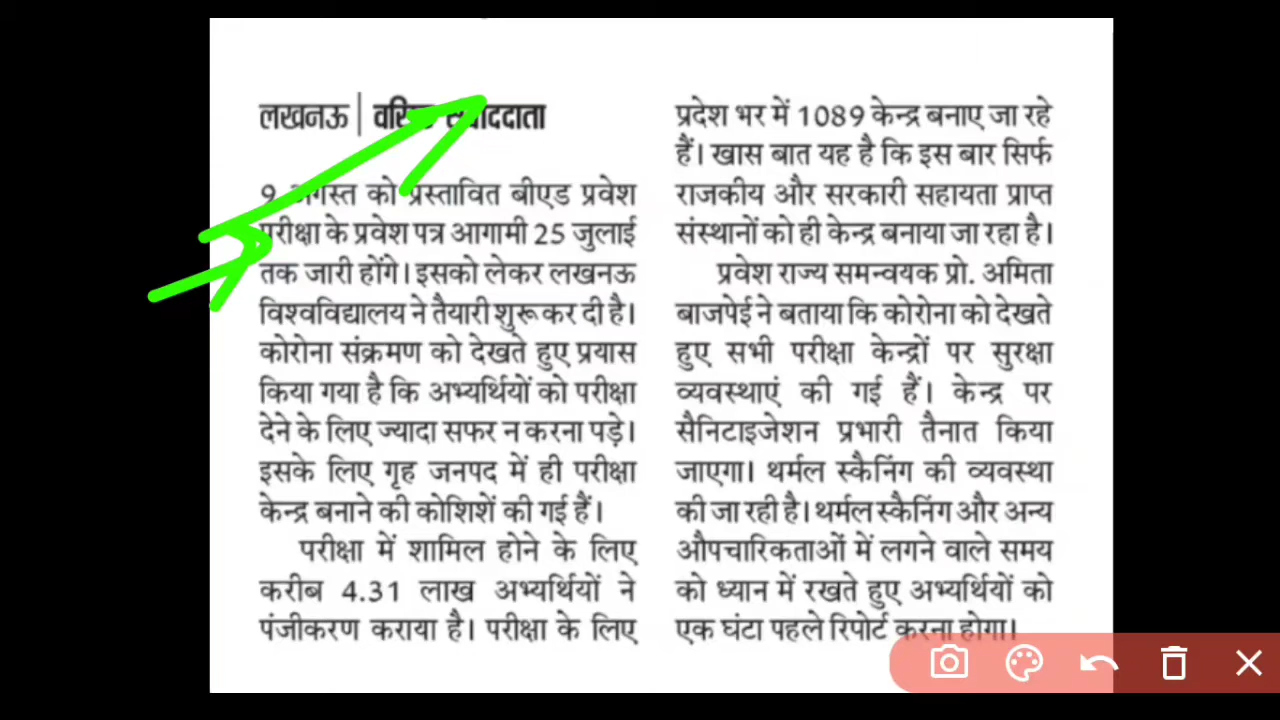 लखनऊ | वरिष्ठ संवाददाता
9 अगस्त को प्रस्तावित बीएड प्रवेश
परीक्षा के प्रवेश पत्र आगामी 25 जुलाई
तक जारी होंगे। इसको लेकर लखनऊ
विश्वविद्यालय ने तैयारी शुरू कर दी है।
कोरोना संक्रमण को देखते हुए प्रयास
किया गया है कि अभ्यर्थियों को परीक्षा
देने के लिए ज्यादा सफर न करना पड़े।
इसके लिए गृह जनपद में ही परीक्षा
केन्द्र बनाने की कोशिशें की गई हैं।
परीक्षा में शामिल होने के लिए
करीब 4.31 लाख अभ्यर्थियों ने
पंजीकरण कराया है। परीक्षा के लिए
प्रदेश भर में 1089 केन्द्र बनाए जा रहे
हैं। खास बात यह है कि इस बार सिर्फ
राजकीय और सरकारी सहायता प्राप्त
संस्थानों को ही केन्द्र बनाया जा रहा है।
प्रवेश राज्य समन्वयक प्रो. अमिता
बाजपेई ने बताया कि कोरोना को देखते
हुए सभी परीक्षा केन्द्रों पर सुरक्षा
व्यवस्थाएं की गई हैं। केन्द्र पर
सैनिटाइजेशन प्रभारी तैनात किया
जाएगा। थर्मल स्कैनिंग की व्यवस्था
की जा रही है। थर्मल स्कैनिंग और अन्य
औपचारिकताओं में लगने वाले समय
को ध्यान में रखते हुए अभ्यर्थियों को
एक घंटा पहले रिपोर्ट करना होगा।